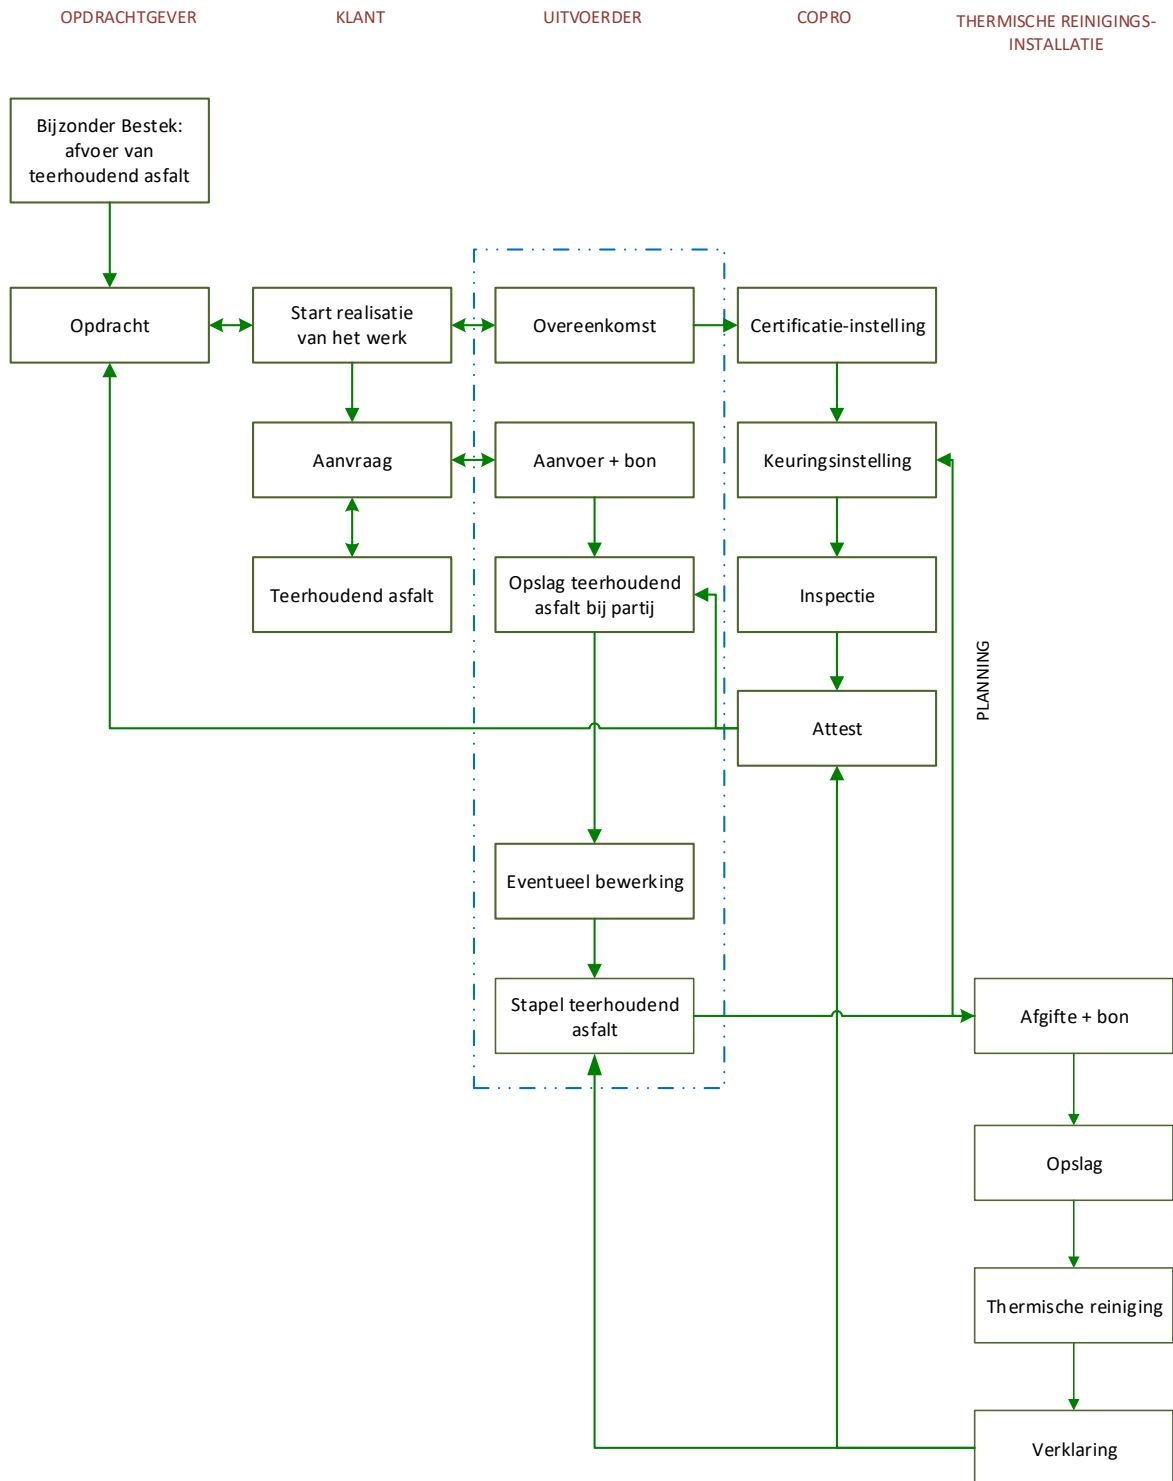 OPDRACHTGEVER
KLANT
UITVOERDER
COPRO
THERMISCHE REINIGINGS-
INSTALLATIE
Bijzonder Bestek:
afvoer van
teerhoudend asfalt
Opdracht
Start realisatie
van het werk
Overeenkomst
Certificatie-instelling
Aanvraag
Aanvoer + bon
Keuringsinstelling
Teerhoudend asfalt
Opslag teerhoudend
asfalt bij partij
Inspectie
PLANNING
Attest
Eventueel bewerking
Stapel teerhoudend
asfalt
Afgifte + bon
Opslag
Thermische reiniging
Verklaring